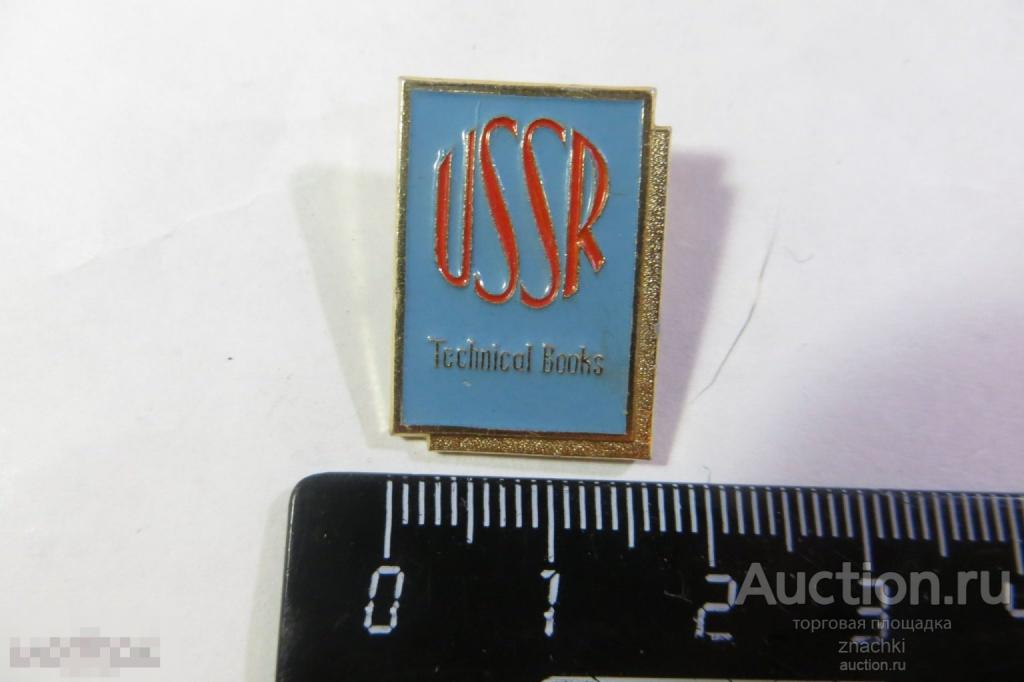 USSR
Technical Books
0 1 2 3
Auction.ru
торговая площадка
znachki
auction.ru